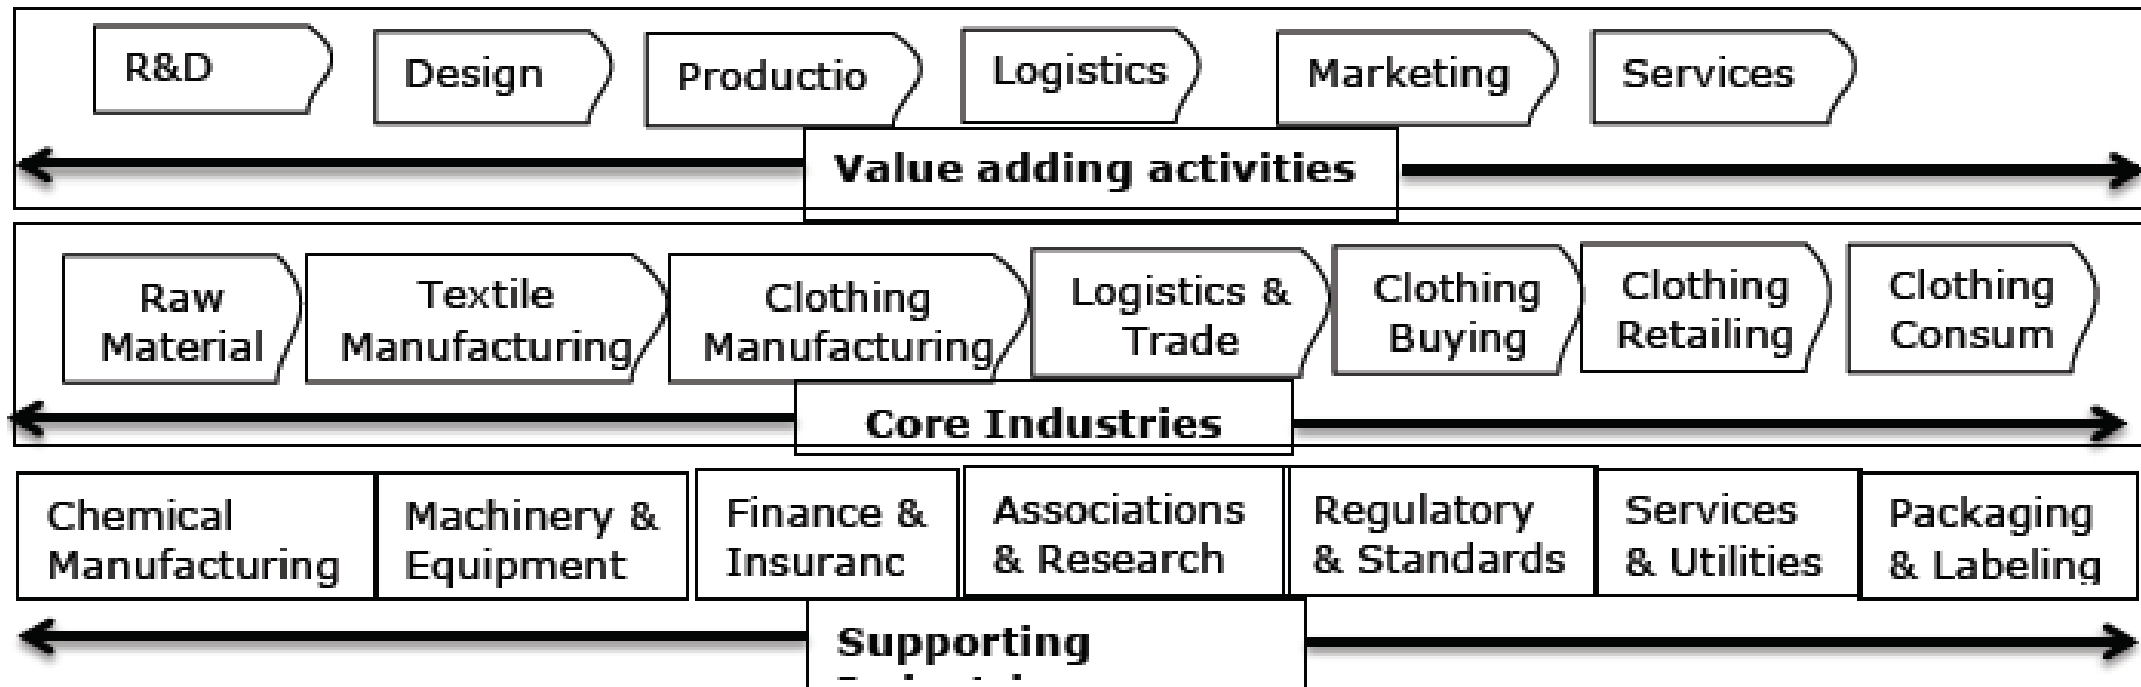 R&D
Design
Productio
Logistics
Marketing
Services
Value adding activities
Raw
Material
Textile
Manufacturing
Clothing
Manufacturing
Logistics &
Trade
Clothing
Buying
Clothing
Retailing
Clothing
Consum
Core Industries
Chemical
Manufacturing
Machinery &
Equipment
Finance &
Insuranc
Associations
& Research
Regulatory
& Standards
Services
& Utilities
Packaging
& Labeling
Supporting